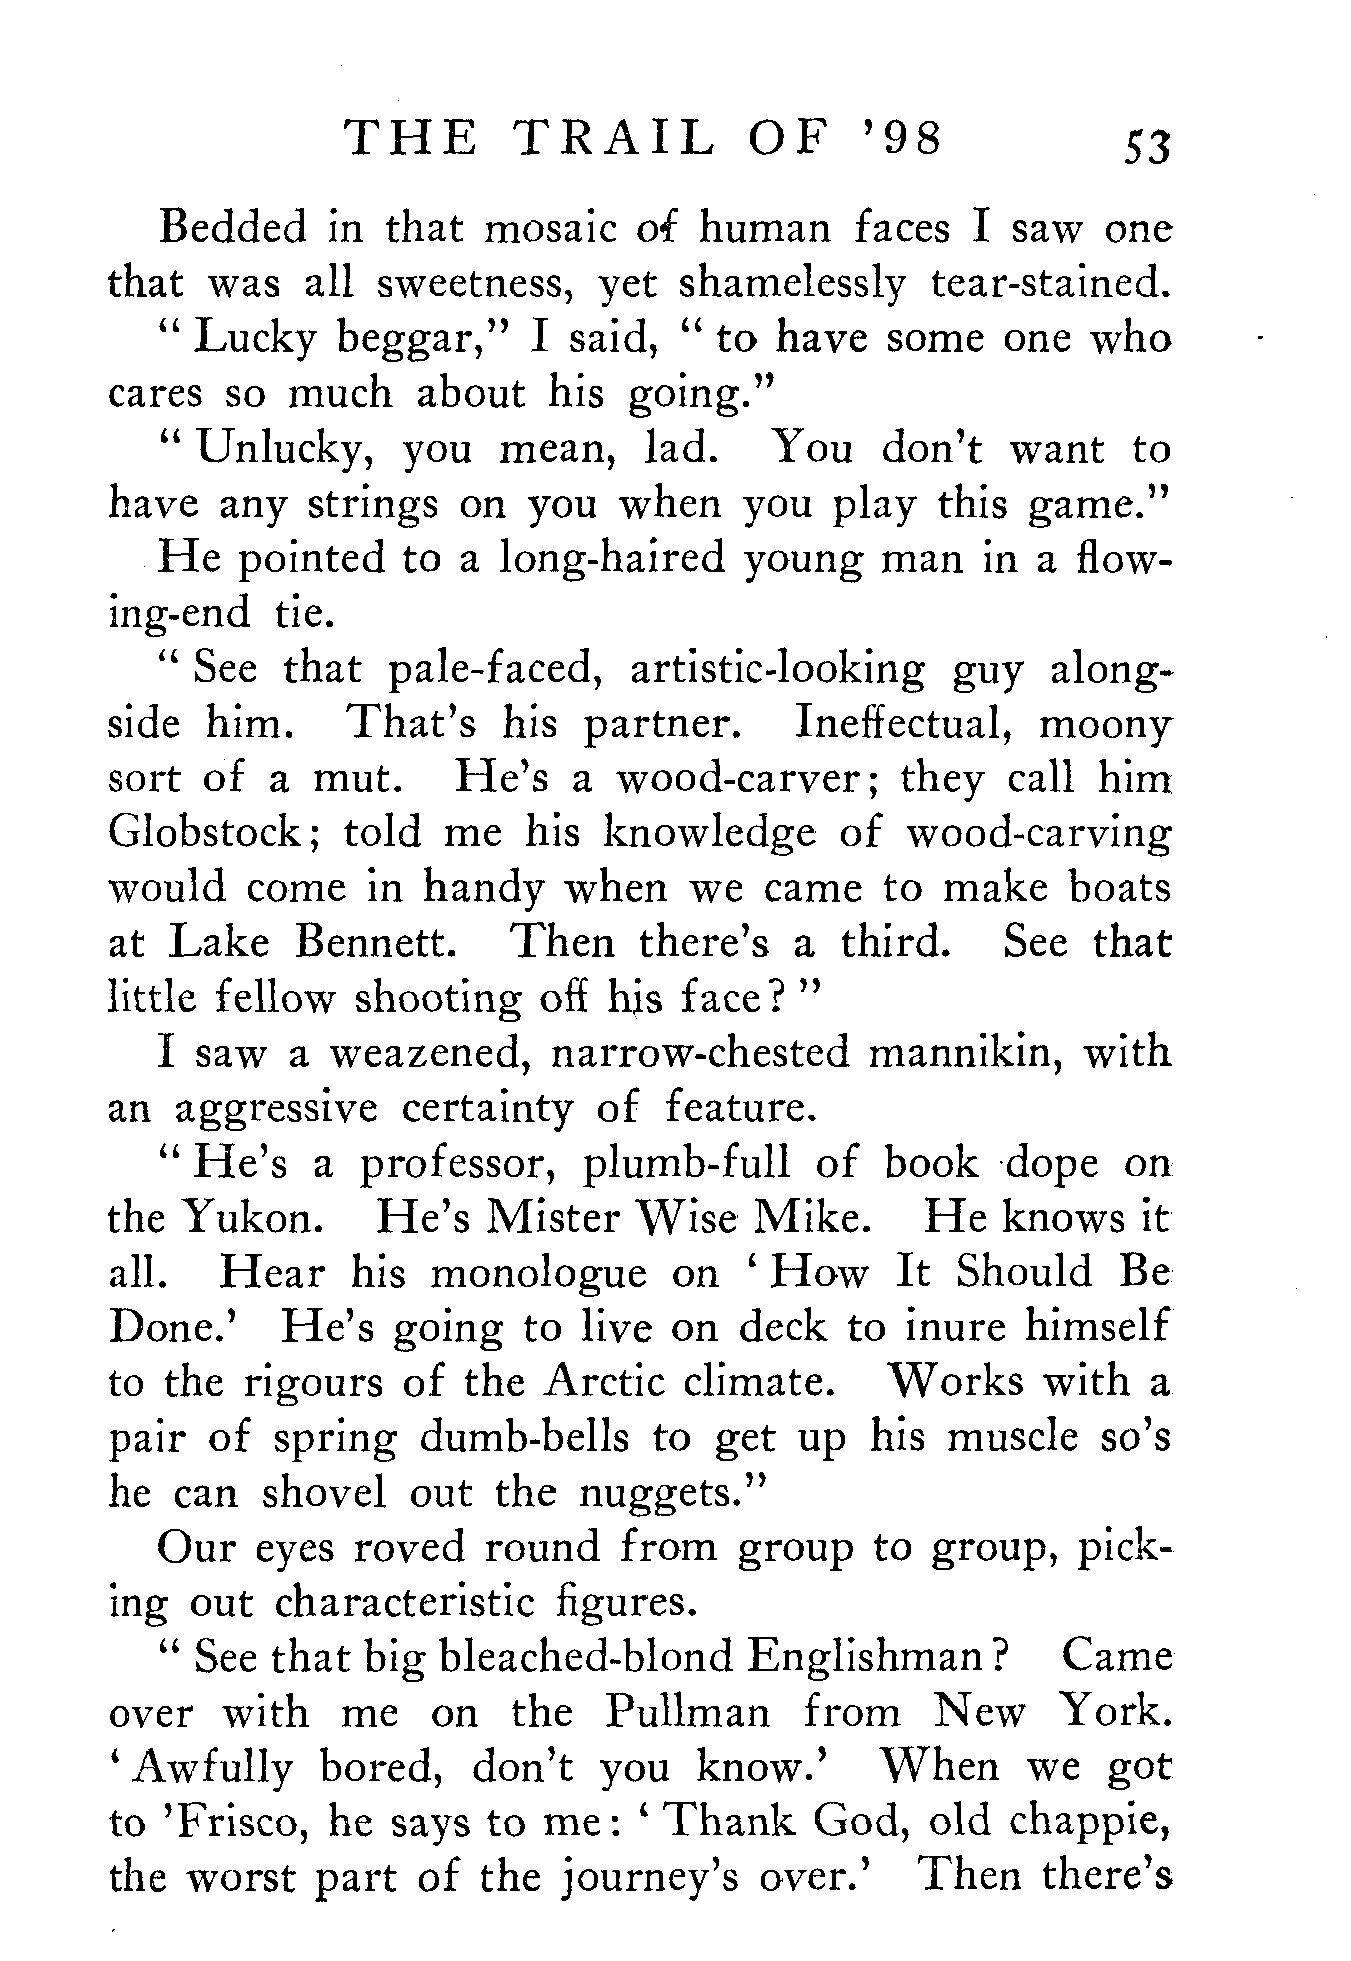 THE TRAIL OF '98 53
Bedded in that mosaic of human faces I saw one
that was all sweetness, yet shamelessly tear-stained.
" Lucky beggar," I said, " to have some one who
cares so much about his going."
" Unlucky, you mean, lad. You don't want to
have any strings on you when you play this game."
He pointed to a long-haired young man in a flow-
ing-end tie.
" See that pale-faced, artistic-looking guy along-
side him. That's his partner. Ineffectual, moony
sort of a mut. He's a wood-carver; they call him
Globstock; told me his knowledge of wood-carving
would come in handy when we came to make boats
at Lake Bennett. Then there's a third. See that
little fellow shooting off his face? "
I saw a weazened, narrow-chested mannikin, with
an aggressive certainty of feature.
" He's a professor, plumb-full of book dope on
the Yukon. He's Mister Wise Mike. He knows it
all. Hear his monologue on ' How It Should Be
Done.' He's going to live on deck to inure himself
to the rigours of the Arctic climate. Works with a
pair of spring dumb-bells to get up his muscle so's
he can shovel out the nuggets."
Our eyes roved round from group to group, pick-
ing out characteristic figures.
" See that big bleached-blond Englishman? Came
over with me on the Pullman from New York.
' Awfully bored, don't you know.' When we got
to 'Frisco, he says to me: ' Thank God, old chappie,
the worst part of the journey's over.' Then there's